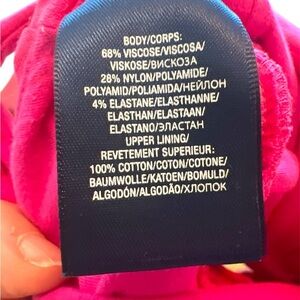 BODY/CORPS:
68% VISCOSE/VISCOSA/
VISKOSE/ВИСКОЗА
28% NYLON/POLYAMIDE/
POLYAMID/POLIAMIDA/НЕЙЛОН
4% ELASTANE/ELASTHANNE/
ELASTHAN/ELASTAAN/
ELASTANO/ЭЛАСТАН
UPPER LINING/
REVETEMENT SUPERIEUR:
100% COTTON/COTON/COTONE/
BAUMWOLLE/KATOEN/BOMULD/
ALGODÓN/ALGODÃO/ХЛОПОК